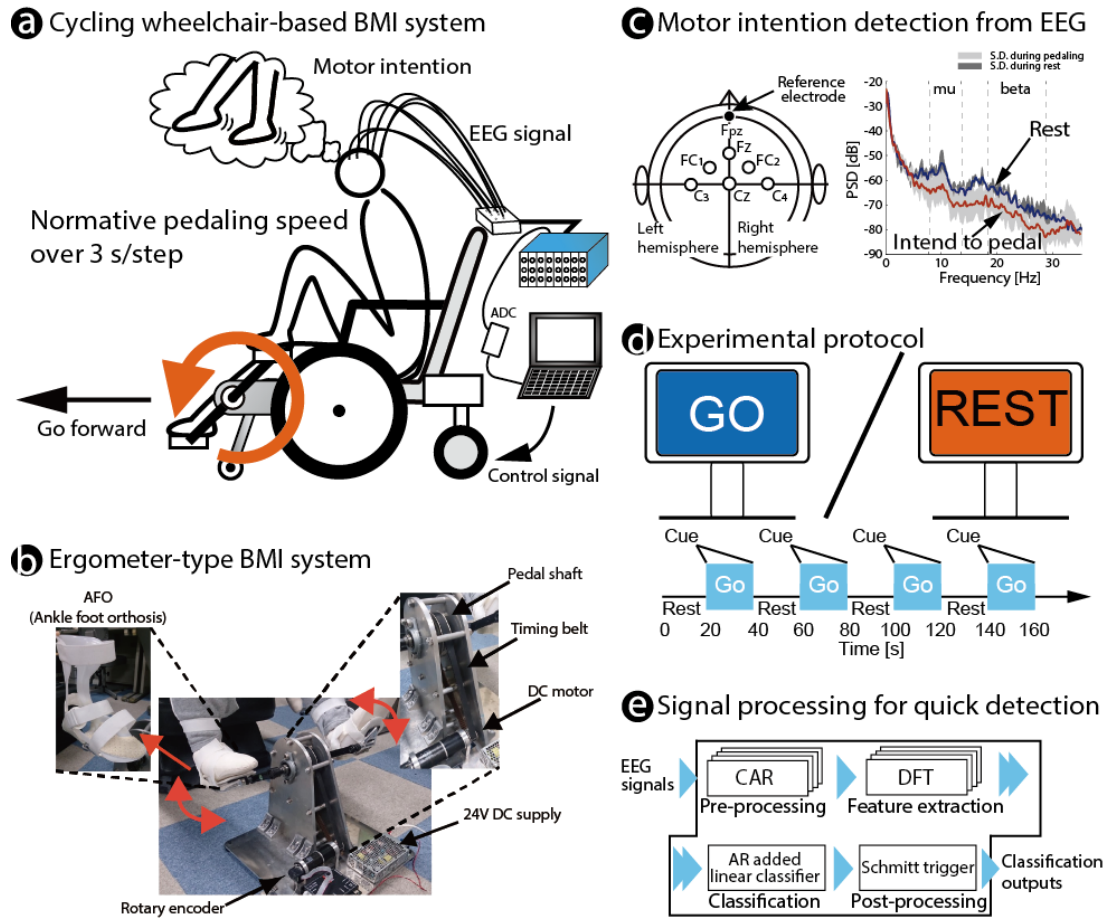 a Cycling wheelchair-based BMI system
Motor intention
EEG signal
Normative pedaling speed
over 3 s/step
ADC
Go forward
Control signal
b Ergometer-type BMI system
AFO
(Ankle foot orthosis)
Pedal shaft
Timing belt
DC motor
24V DC supply
Rotary encoder
c Motor intention detection from EEG
Reference
electrode
Fpz
Fz
FC1
FC2
C3
Cz
C4
Left
hemisphere
Right
hemisphere
S.D. during pedaling
S.D. during rest
mu
beta
Rest
Intend to pedal
PSD [dB]
-20
-30
-40
-50
-60
-70
-80
-90
0
10
20
30
Frequency [Hz]
d Experimental protocol
GO
REST
Cue
Cue
Cue
Cue
Go
Go
Go
Go
Rest
Rest
Rest
Rest
0 20 40 60 80 100 120 140 160
Time [s]
e Signal processing for quick detection
EEG
signals
CAR
Pre-processing
DFT
Feature extraction
AR added
linear classifier
Classification
Schmitt trigger
Post-processing
Classification
outputs